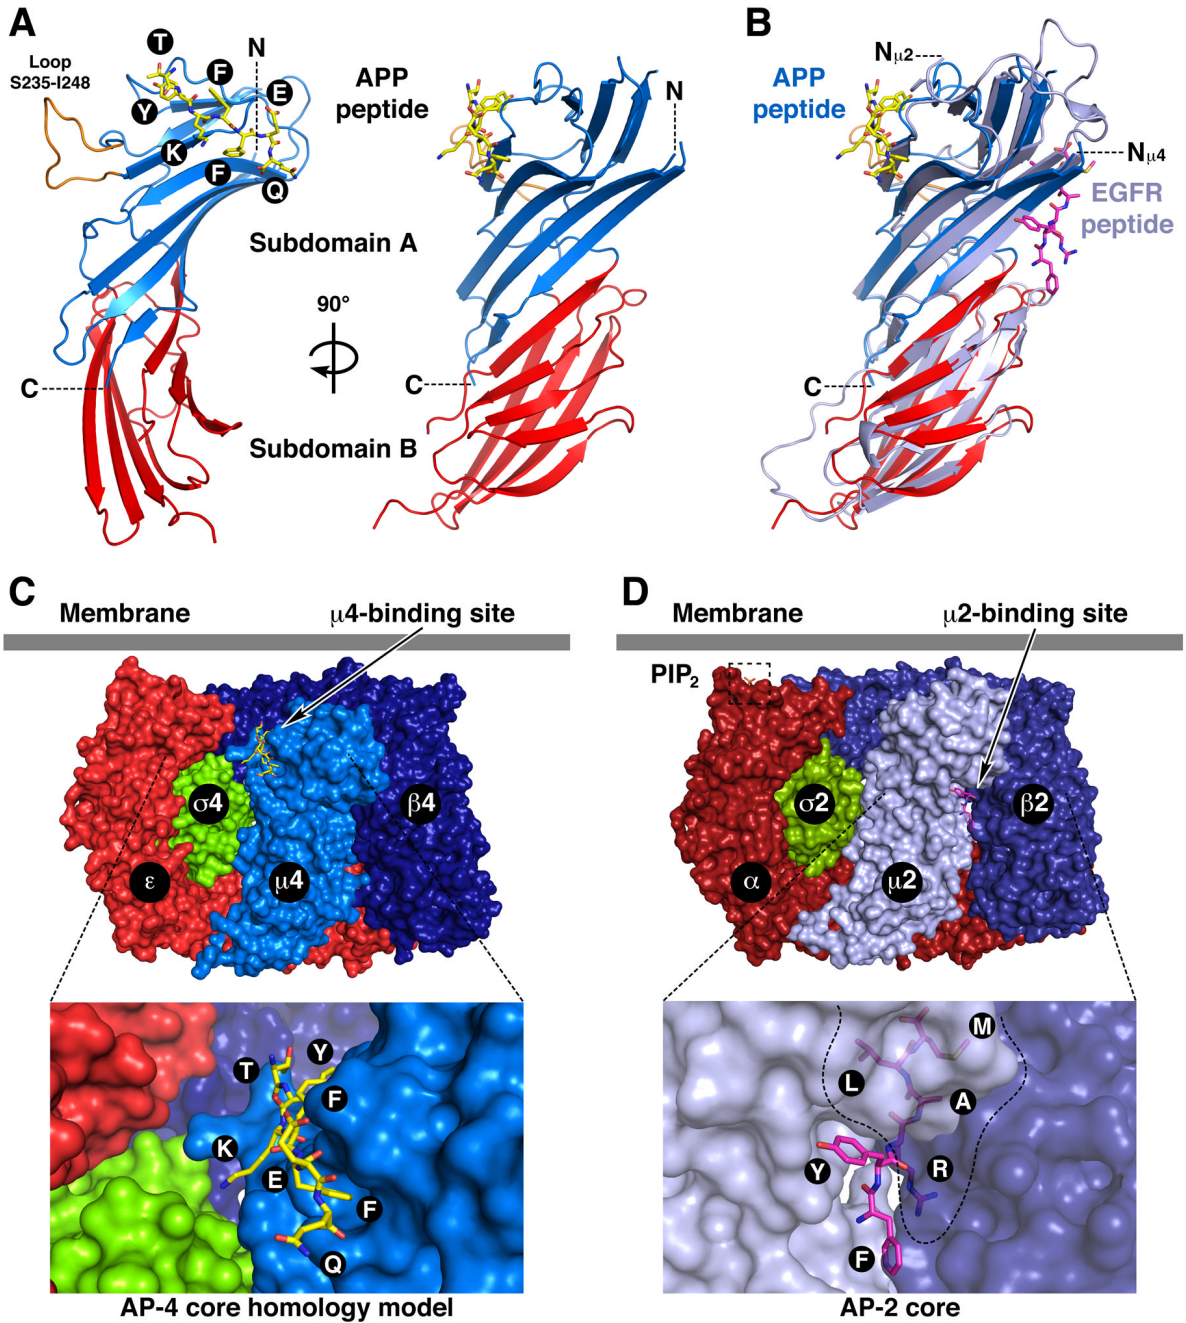 A
Loop
S235-I248
T
F
N
E
Y
K
F
Q
APP
peptide
N
Subdomain A
90°
C
C
Subdomain B
B
Nμ2
APP
peptide
Nμ4
EGFR
peptide
C
C
Membrane
μ4-binding site
σ4
β4
ε
μ4
T
Y
F
K
E
F
Q
AP-4 core homology model
D
Membrane
μ2-binding site
PIP2
σ2
β2
α
μ2
M
L
A
Y
R
F
AP-2 core